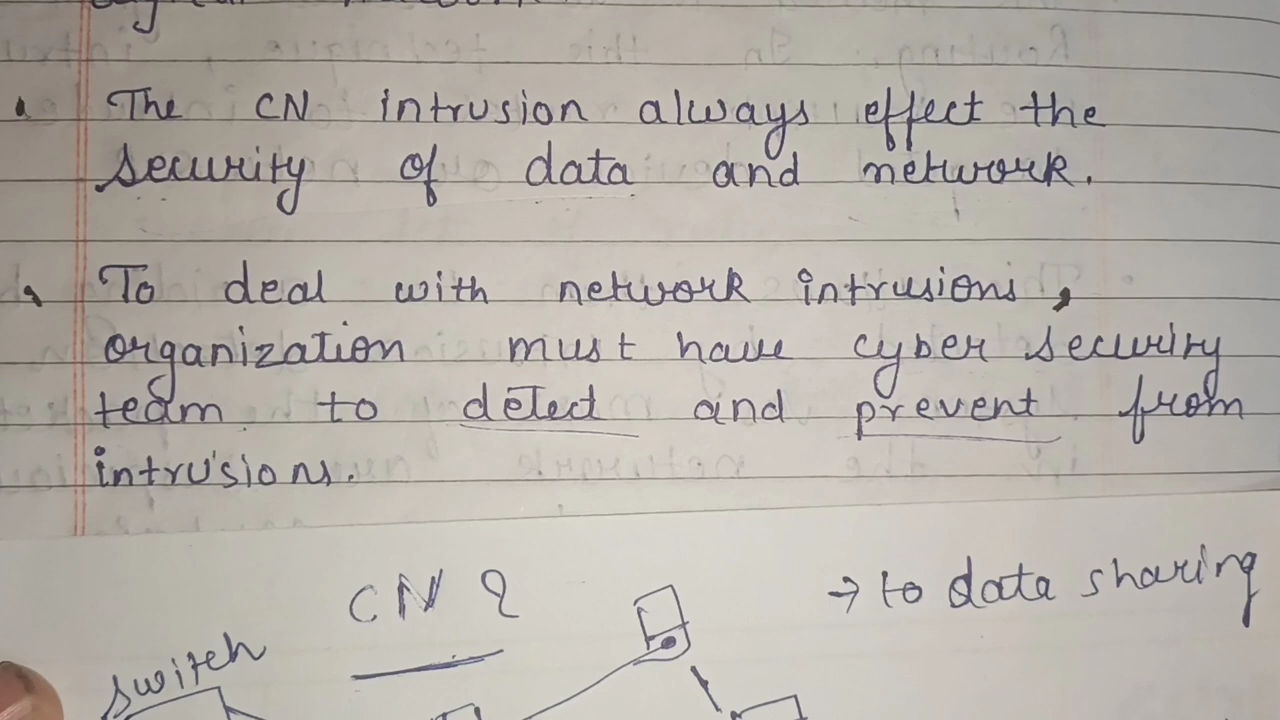 The CN intrusion always effect the
security of data and network.
To deal with network intrusions,
organization must have cyber security
team to detect and prevent from
intrusions.
CN ?
→ to data sharing
switch